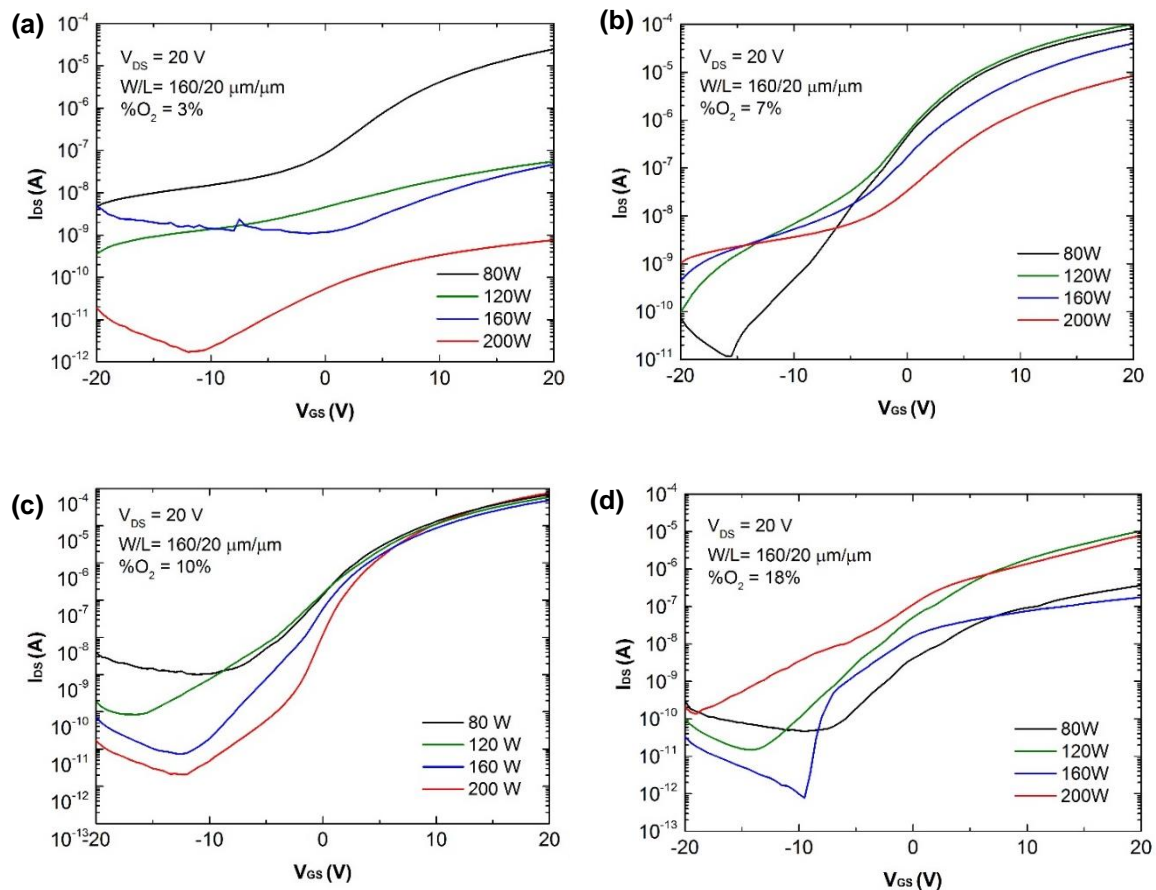 (a)
10⁻⁴
10⁻⁵
10⁻⁶
10⁻⁷
10⁻⁸
10⁻⁹
10⁻¹⁰
10⁻¹¹
10⁻¹²
I_DS (A)
V_DS = 20 V
W/L= 160/20 μm/μm
%O₂ = 3%
80W
120W
160W
200W
-20 -10 0 10 20
V_GS (V)
(b)
10⁻⁴
10⁻⁵
10⁻⁶
10⁻⁷
10⁻⁸
10⁻⁹
10⁻¹⁰
10⁻¹¹
I_DS (A)
V_DS = 20 V
W/L= 160/20 μm/μm
%O₂ = 7%
80W
120W
160W
200W
-20 -10 0 10 20
V_GS (V)
(c)
10⁻⁴
10⁻⁵
10⁻⁶
10⁻⁷
10⁻⁸
10⁻⁹
10⁻¹⁰
10⁻¹¹
10⁻¹²
10⁻¹³
I_DS (A)
V_DS = 20 V
W/L= 160/20 μm/μm
%O₂ = 10%
80 W
120 W
160 W
200 W
-20 -10 0 10 20
V_GS (V)
(d)
10⁻⁴
10⁻⁵
10⁻⁶
10⁻⁷
10⁻⁸
10⁻⁹
10⁻¹⁰
10⁻¹¹
10⁻¹²
10⁻¹³
I_DS (A)
V_DS = 20 V
W/L= 160/20 μm/μm
%O₂ = 18%
80W
120W
160W
200W
-20 -10 0 10 20
V_GS (V)